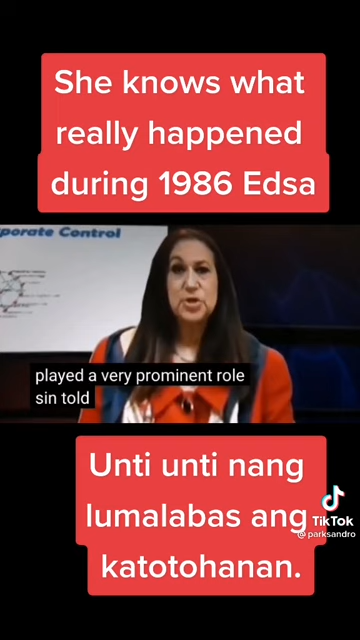 She knows what
really happened
during 1986 Edsa
porate Control
played a very prominent role
sin told
Unti unti nang
lumalabas ang
katotohanan.
TikTok
@parksandro